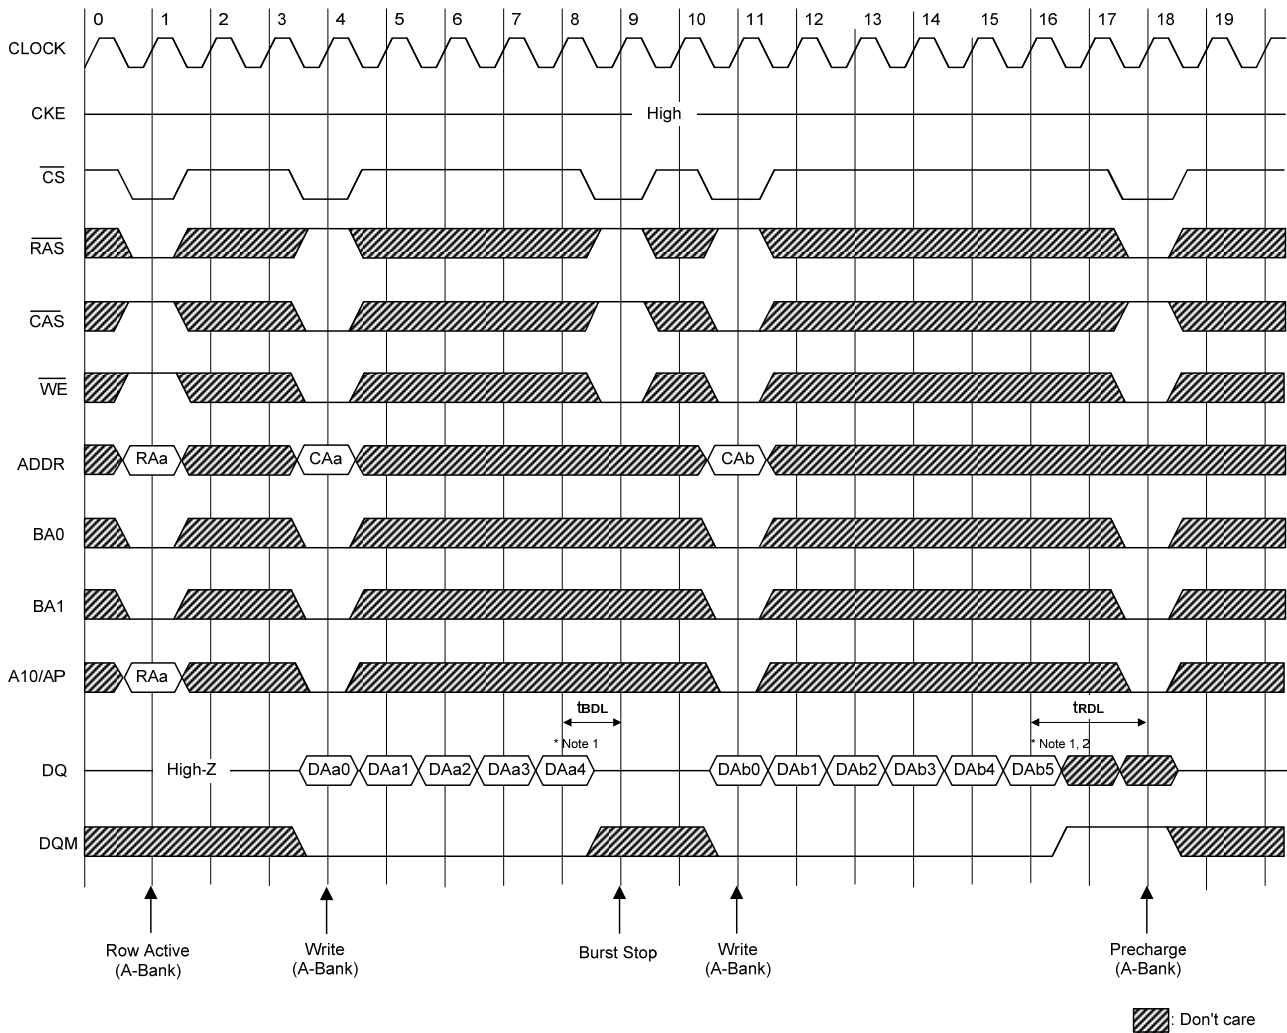 0 1 2 3 4 5 6 7 8 9 10 11 12 13 14 15 16 17 18 19
CLOCK
CKE High
CS
RAS
CAS
WE
ADDR RAa CAa CAb
BA0
BA1
A10/AP RAa
tBDL tRDL
* Note 1 * Note 1, 2
DQ High-Z DAa0 DAa1 DAa2 DAa3 DAa4 DAb0 DAb1 DAb2 DAb3 DAb4 DAb5
DQM
Row Active
(A-Bank)
Write
(A-Bank)
Burst Stop
Write
(A-Bank)
Precharge
(A-Bank)
: Don't care